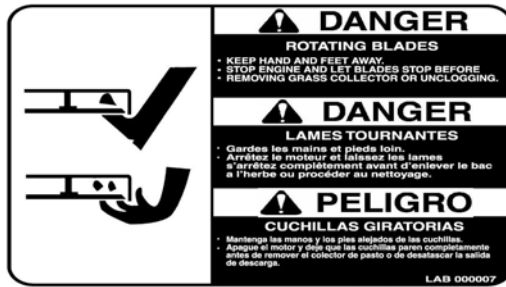 DANGER
ROTATING BLADES
• KEEP HAND AND FEET AWAY.
• STOP ENGINE AND LET BLADES STOP BEFORE
• REMOVING GRASS COLLECTOR OR UNCLOGGING.
DANGER
LAMES TOURNANTES
· Gardes les mains et pieds loin.
· Arrêtez le moteur et laissez les lames
s'arrêtez complètement avant d'enlever le bac
a l'herbe ou procéder au nettoyage.
PELIGRO
CUCHILLAS GIRATORIAS
· Mantenga las manos y los pies alejados de las cuchillas.
· Apague el motor y deje que las cuchillas paren completamente
antes de remover el colector de pasto o de desatascar la salida
de descarga.
LAB 000007